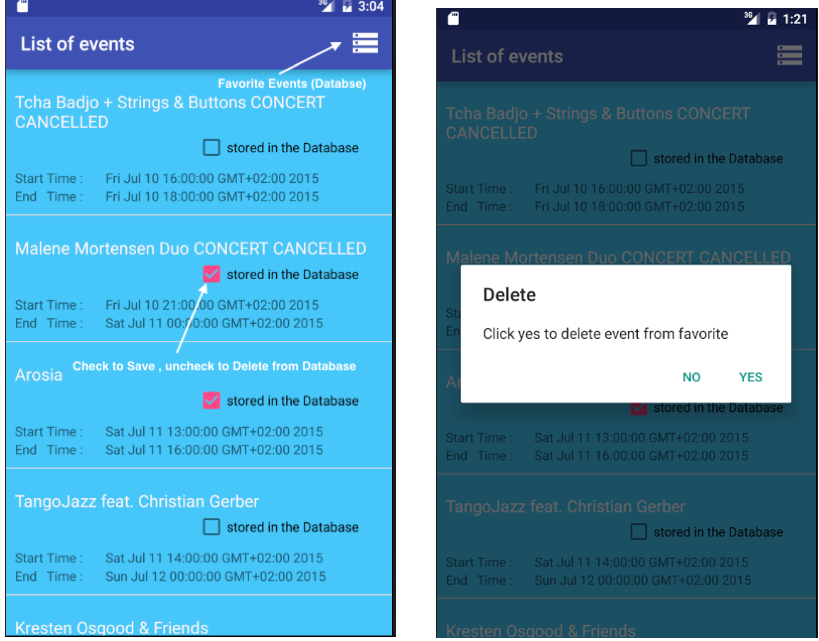 3G 3:04
List of events
Favorite Events (Databse)
Tcha Badjo + Strings & Buttons CONCERT
CANCELLED
stored in the Database
Start Time : Fri Jul 10 16:00:00 GMT+02:00 2015
End Time : Fri Jul 10 18:00:00 GMT+02:00 2015
Malene Mortensen Duo CONCERT CANCELLED
stored in the Database
Start Time : Fri Jul 10 21:00:00 GMT+02:00 2015
End Time : Sat Jul 11 00:00:00 GMT+02:00 2015
Check to Save , uncheck to Delete from Database
Arosia
stored in the Database
Start Time : Sat Jul 11 13:00:00 GMT+02:00 2015
End Time : Sat Jul 11 16:00:00 GMT+02:00 2015
TangoJazz feat. Christian Gerber
stored in the Database
Start Time : Sat Jul 11 14:00:00 GMT+02:00 2015
End Time : Sun Jul 12 00:00:00 GMT+02:00 2015
Kresten Osgood & Friends
3G 1:21
List of events
Tcha Badjo + Strings & Buttons CONCERT
CANCELLED
stored in the Database
Start Time : Fri Jul 10 16:00:00 GMT+02:00 2015
End Time : Fri Jul 10 18:00:00 GMT+02:00 2015
Malene Mortensen Duo CONCERT CANCELLED
Sta
En
Delete
Click yes to delete event from favorite
NO YES
Ar
stored in the Database
Start Time : Sat Jul 11 13:00:00 GMT+02:00 2015
End Time : Sat Jul 11 16:00:00 GMT+02:00 2015
TangoJazz feat. Christian Gerber
stored in the Database
Start Time : Sat Jul 11 14:00:00 GMT+02:00 2015
End Time : Sun Jul 12 00:00:00 GMT+02:00 2015
Kresten Osgood & Friends